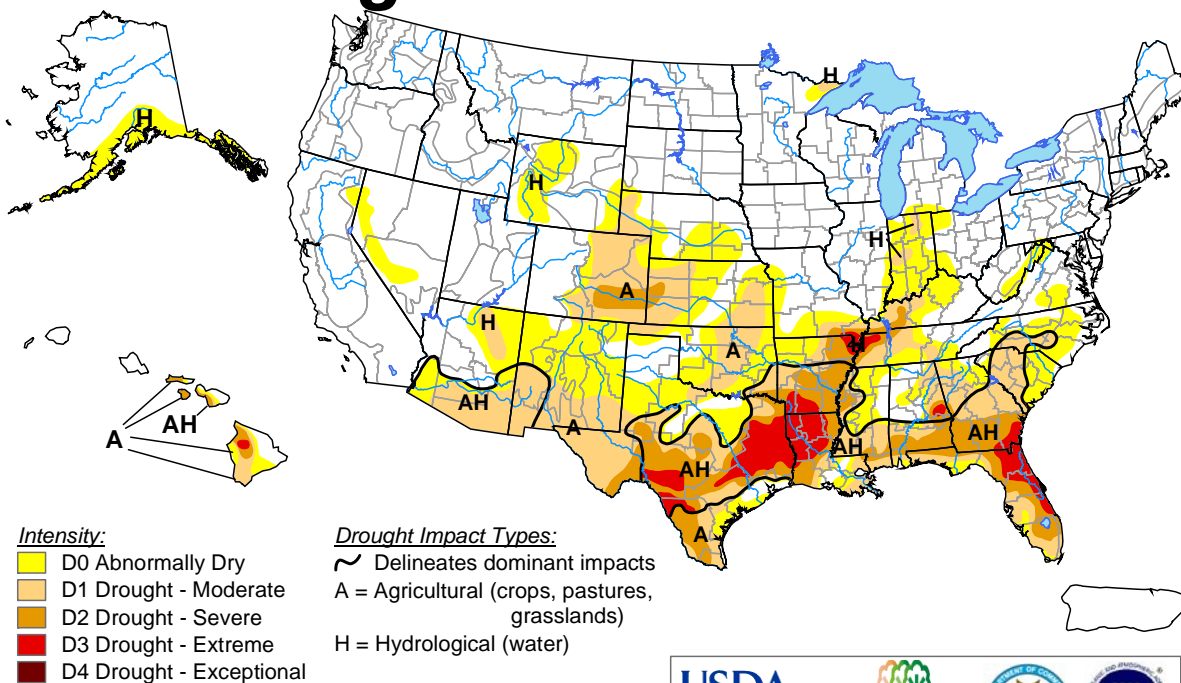 g
H
H
H
H
H
A
H
A
AH
A
AH
AH
AH
A
A
AH
Intensity:
D0 Abnormally Dry
D1 Drought - Moderate
D2 Drought - Severe
D3 Drought - Extreme
D4 Drought - Exceptional
Drought Impact Types:
Delineates dominant impacts
A = Agricultural (crops, pastures,
grasslands)
H = Hydrological (water)
USDA